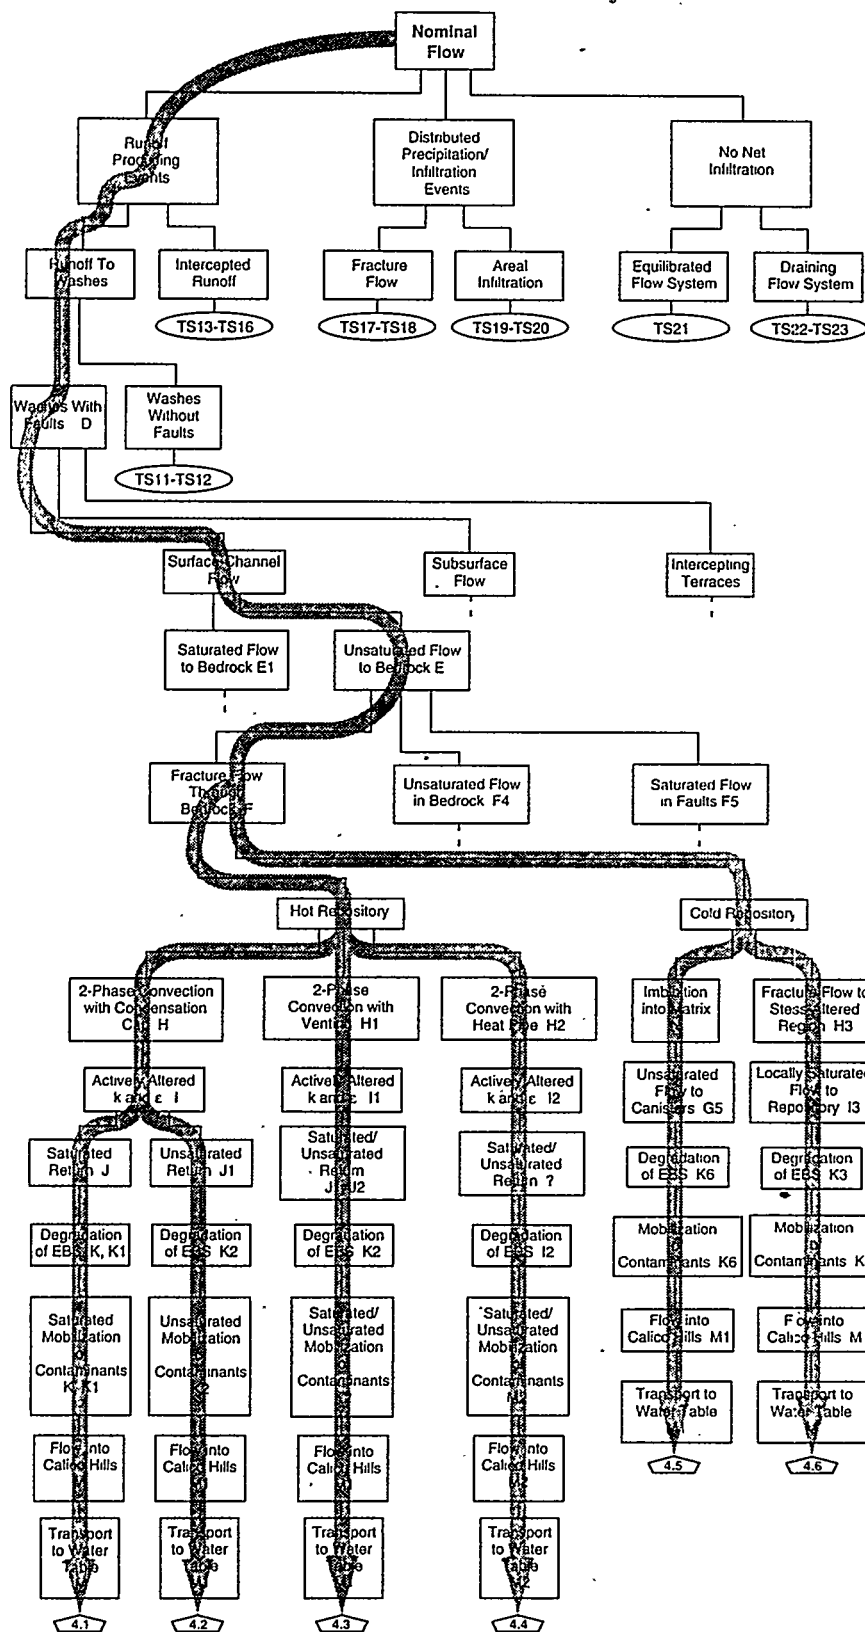 Nominal
Flow
Runoff
Producing
Events
Distributed
Precipitation/
Infiltration
Events
No Net
Infiltration
Runoff To
Washes
Intercepted
Runoff
Fracture
Flow
Areal
Infiltration
Equilibrated
Flow System
Draining
Flow System
TS13-TS16
TS17-TS18
TS19-TS20
TS21
TS22-TS23
Washes With
Faults D
Washes
Without
Faults
TS11-TS12
Surface Channel
Flow
Subsurface
Flow
Intercepting
Terraces
Saturated Flow
to Bedrock E1
Unsaturated Flow
to Bedrock E
Fracture Flow
Through
Bedrock F
Unsaturated Flow
in Bedrock F4
Saturated Flow
in Faults F5
Hot Repository
Cold Repository
2-Phase Convection
with Condensation
Cap H
2-Phase
Convection with
Venting H1
2-Phase
Convection with
Heat Pipe H2
Imbibition
into Matrix
Fracture Flow to
Stess-Altered
Region H3
Actively Altered
k and ε I
Actively Altered
k and ε I1
Actively Altered
k and ε I2
Unsaturated
Flow to
Canisters G5
Locally Saturated
Flow to
Repository I3
Saturated
Return J
Unsaturated
Return J1
Saturated/
Unsaturated
Return
J2
Saturated/
Unsaturated
Return ?
Degradation
of EBS K6
Degradation
of EBS K3
Degradation
of EBS K, K1
Degradation
of EBS K2
Degradation
of EBS K2
Degradation
of EBS I2
Mobilization
Contaminants K6
Mobilization
Contaminants K
Saturated
Mobilization
Contaminants
K K1
Unsaturated
Mobilization
Contaminants
K2
Saturated/
Unsaturated
Mobilization
Contaminants
Saturated/
Unsaturated
Mobilization
Contaminants
Flow into
Calico Hills M1
Flow into
Calico Hills M
Transport to
Water Table
Transport to
Water Table
Flow into
Calico Hills
Flow into
Calico Hills
Flow into
Calico Hills
Flow into
Calico Hills
M2
4.5
4.6
Transport
to Water
Table
Transport
to Water
Table
Transport
to Water
Table
Transport
to Water
Table
4.1
4.2
4.3
4.4